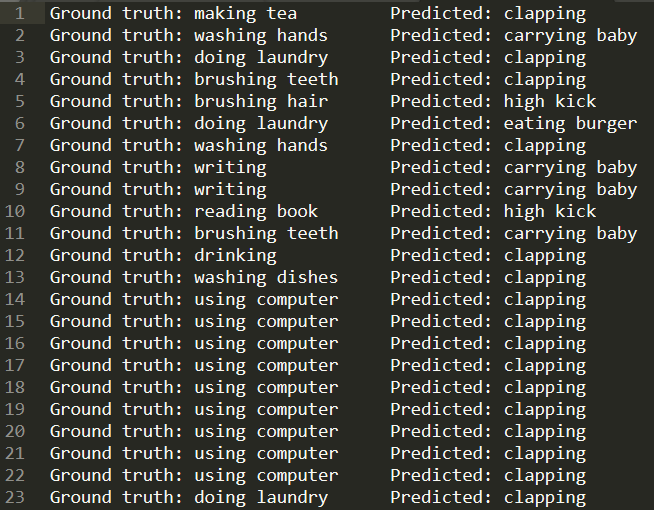 1 Ground truth: making tea Predicted: clapping
2 Ground truth: washing hands Predicted: carrying baby
3 Ground truth: doing laundry Predicted: clapping
4 Ground truth: brushing teeth Predicted: clapping
5 Ground truth: brushing hair Predicted: high kick
6 Ground truth: doing laundry Predicted: eating burger
7 Ground truth: washing hands Predicted: clapping
8 Ground truth: writing Predicted: carrying baby
9 Ground truth: writing Predicted: carrying baby
10 Ground truth: reading book Predicted: high kick
11 Ground truth: brushing teeth Predicted: carrying baby
12 Ground truth: drinking Predicted: clapping
13 Ground truth: washing dishes Predicted: clapping
14 Ground truth: using computer Predicted: clapping
15 Ground truth: using computer Predicted: clapping
16 Ground truth: using computer Predicted: clapping
17 Ground truth: using computer Predicted: clapping
18 Ground truth: using computer Predicted: clapping
19 Ground truth: using computer Predicted: clapping
20 Ground truth: using computer Predicted: clapping
21 Ground truth: using computer Predicted: clapping
22 Ground truth: using computer Predicted: clapping
23 Ground truth: doing laundry Predicted: clapping